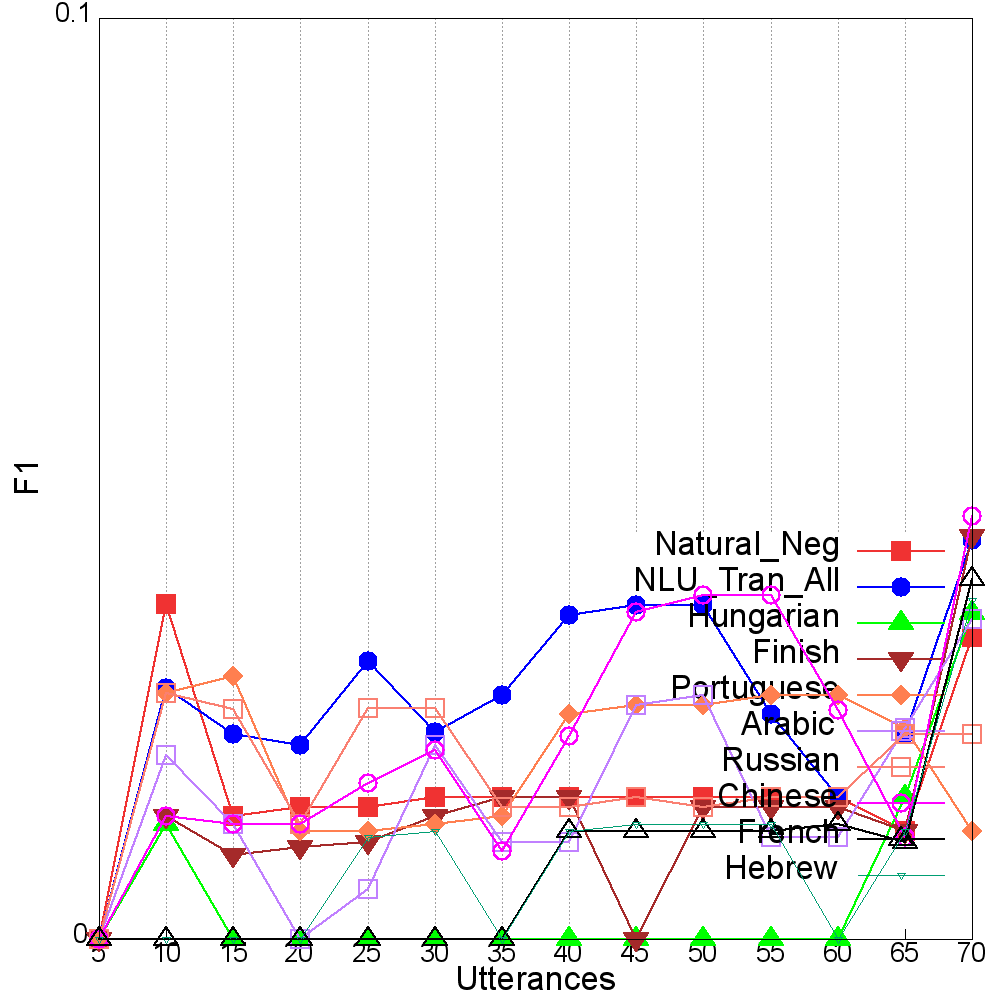 0.1
F1
Natural_Neg
NLU_Tran_All
Hungarian
Finish
Portuguese
Arabic
Russian
Chinese
French
Hebrew
0
5 10 15 20 25 30 35 40 45 50 55 60 65 70
Utterances